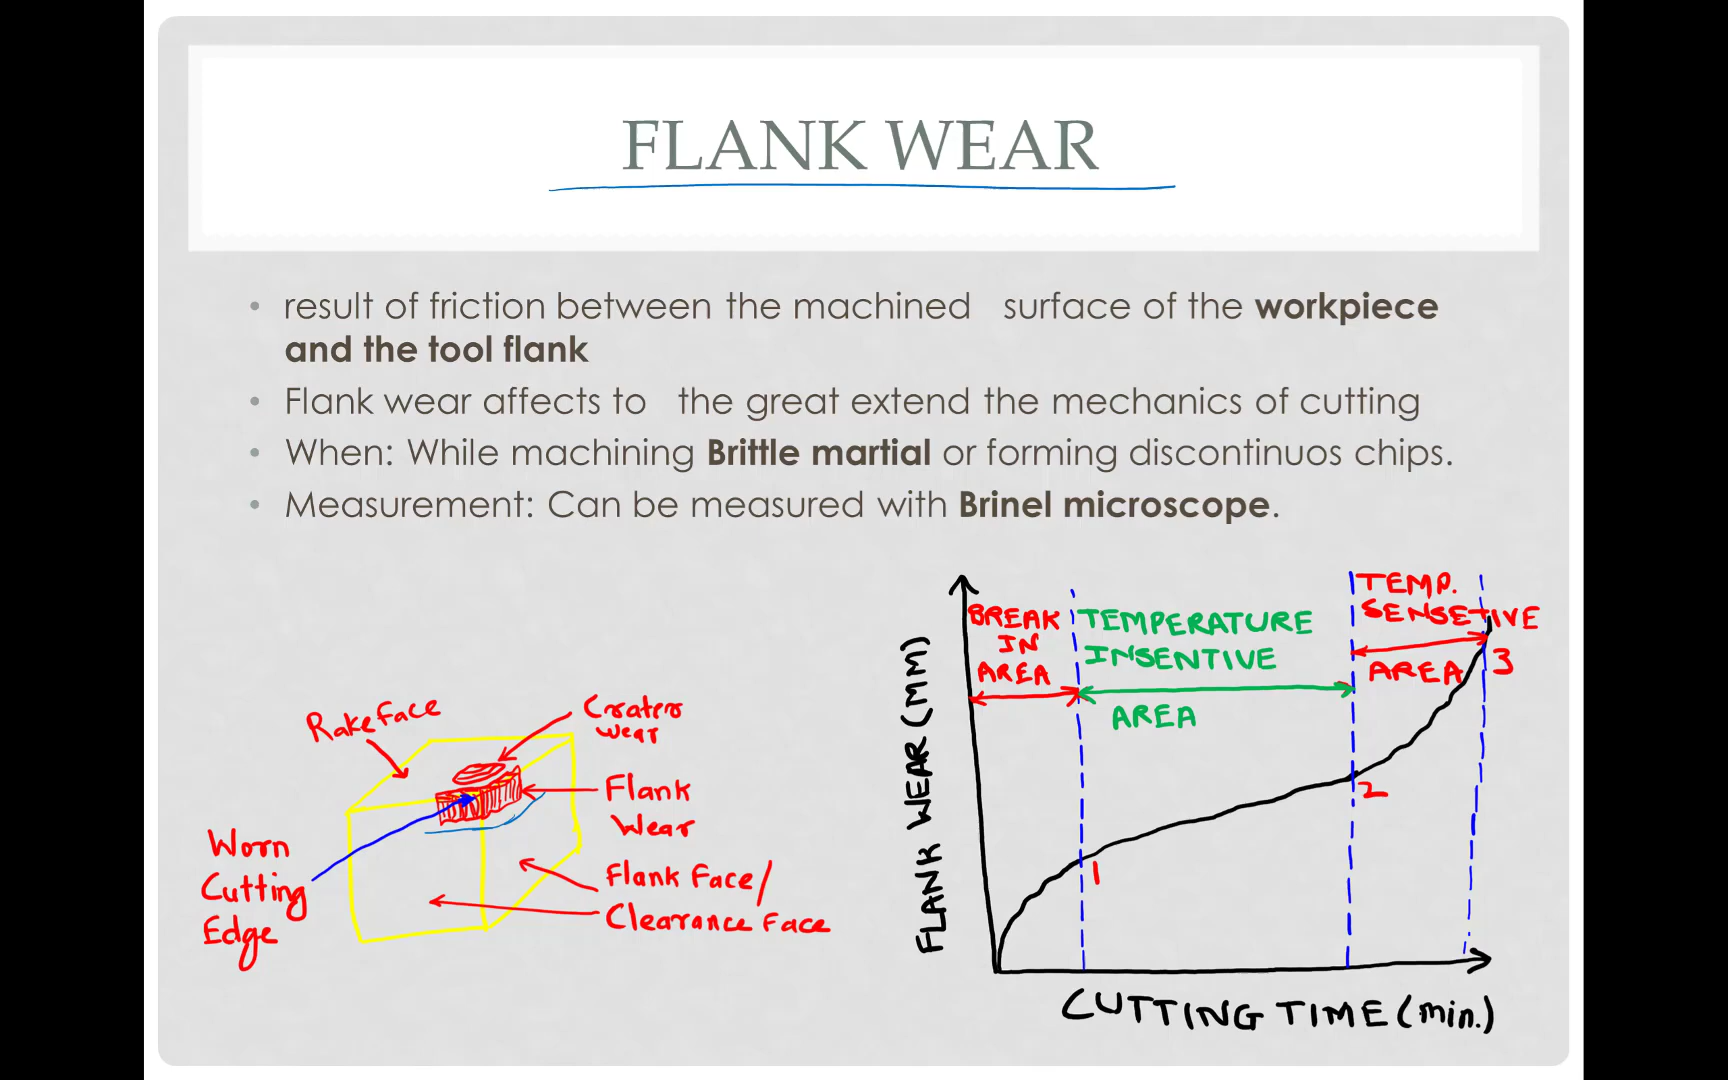 FLANK WEAR
• result of friction between the machined surface of the workpiece
and the tool flank
• Flank wear affects to the great extend the mechanics of cutting
• When: While machining Brittle martial or forming discontinuos chips.
• Measurement: Can be measured with Brinel microscope.
Rake Face
Crater
wear
Flank
Wear
Worn
Cutting
Edge
Flank Face/
Clearance Face
FLANK WEAR (MM)
BREAK
IN
AREA
TEMPERATURE
INSENTIVE
AREA
TEMP.
SENSETIVE
AREA
1
2
3
CUTTING TIME (min.)